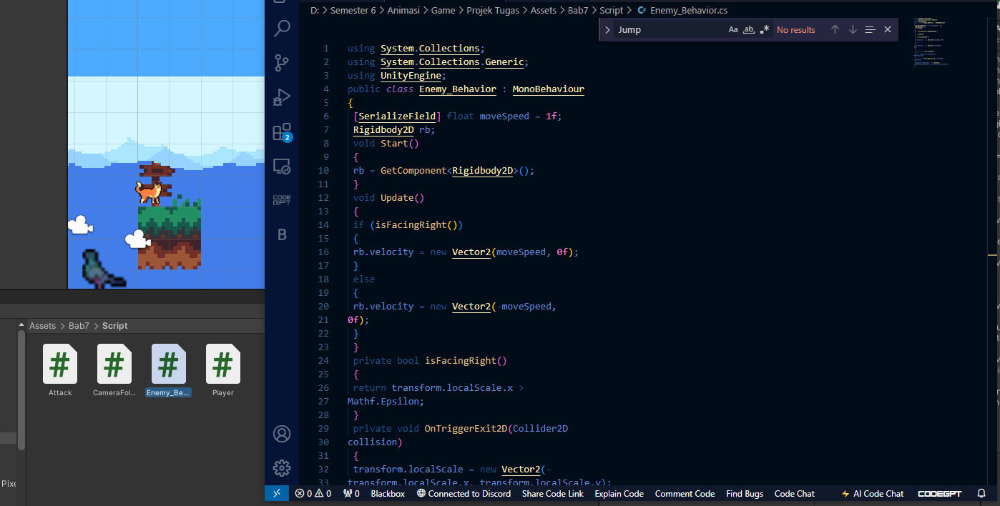 D: > Semester 6 > Animasi > Game > Projek Tugas > Assets > Bab7 > Script > Enemy_Behavior.cs
Jump
Aa ab .* No results
1 using System.Collections;
2 using System.Collections.Generic;
3 using UnityEngine;
4 public class Enemy_Behavior : MonoBehaviour
5 {
6 [SerializeField] float moveSpeed = 1f;
7 Rigidbody2D rb;
8 void Start()
9 {
10 rb = GetComponent<Rigidbody2D>();
11 }
12 void Update()
13 {
14 if (isFacingRight())
15 {
16 rb.velocity = new Vector2(moveSpeed, 0f);
17 }
18 else
19 {
20 rb.velocity = new Vector2(-moveSpeed,
21 0f);
22 }
23 }
24 private bool isFacingRight()
25 {
26 return transform.localScale.x >
27 Mathf.Epsilon;
28 }
29 private void OnTriggerExit2D(Collider2D
30 collision)
31 {
32 transform.localScale = new Vector2(-
33 transform.localScale.x, transform.localScale.y);
2
CODE
GPT
B
Assets > Bab7 > Script
Attack
CameraFol...
Enemy_Be...
Player
Pixe
0 0 0 Blackbox Connected to Discord Share Code Link Explain Code Comment Code Find Bugs Code Chat AI Code Chat CODEGPT